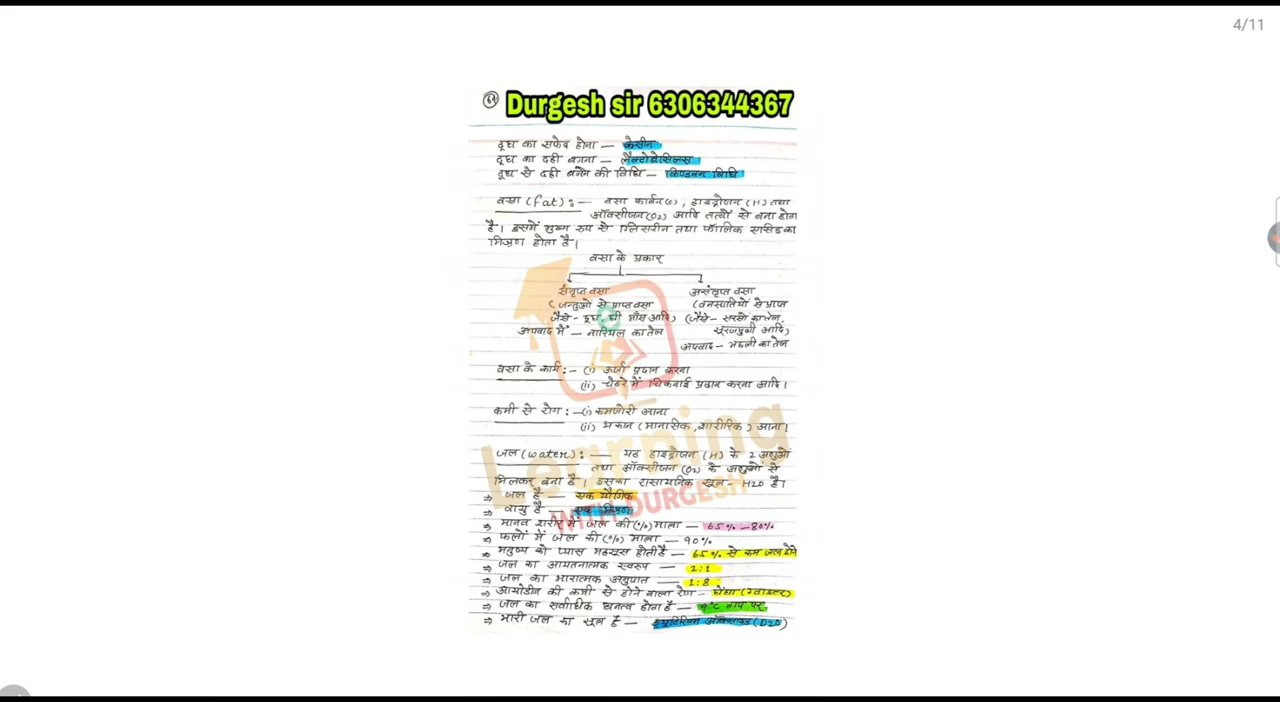 4/11
64 Durgesh sir 6306344367
दूध का सफेद होना — केसीन
दूध का दही बनना — लैक्टोबेसिलस
दूध से दही बनने की विधि — किण्डवन विधि
वसा (fat) :— वसा कार्बन (c), हाइड्रोजन (H) तथा
ऑक्सीजन (O2) आदि तत्वों से बना होता
है। इसमें मुख्य रूप से ग्लिसरीन तथा फॉलिक एसिड का
मिश्रण होता है।
वसा के प्रकार
संतृप्त वसा
(जन्तुओ से प्राप्त वसा
जैसे - दूध, घी माँस आदि)
अपवाद में — नारियल का तेल
असंतृप्त वसा
(वनस्पतियों से प्राप्त
(जैसे - सरसों का तेल,
सूरजमुखी आदि)
अपवाद - मछली का तेल
वसा के कार्य :- (i) ऊर्जा प्रदान करना
(ii) चेहरे में चिकनाई प्रदान करना आदि।
कमी से रोग :- (i) कमजोरी आना
(ii) थकान (मानसिक, शारीरिक) आना।
जल (water) :— यह हाइड्रोजन (H) के 2 अणुओं
तथा ऑक्सीजन (O2) के अणुओ से
मिलकर बना है। इसका रासायनिक सूत्र - H2O है।
⇒ जल है — एक यौगिक
⇒ वायु है — एक मिश्रण
⇒ मानव शरीर में जल की (%) मात्रा — 65% - 80%
⇒ फलों में जल की (%) मात्रा — 90%
⇒ मनुष्य को प्यास महसूस होती है — 65% से कम जल होने
⇒ जल का आयतनात्मक स्वरूप — 2:1
⇒ जल का भारात्मक अनुपात — 1:8
⇒ आयोडीन की कमी से होने वाला रोग - घेंघा (ग्वाइटर)
⇒ जल का सर्वाधिक घनत्व होता है — 4°C ताप पर
⇒ भारी जल का सूत्र है — ड्यूटेरियम ऑक्साइड (D2O)
Learning
WITH DURGESH